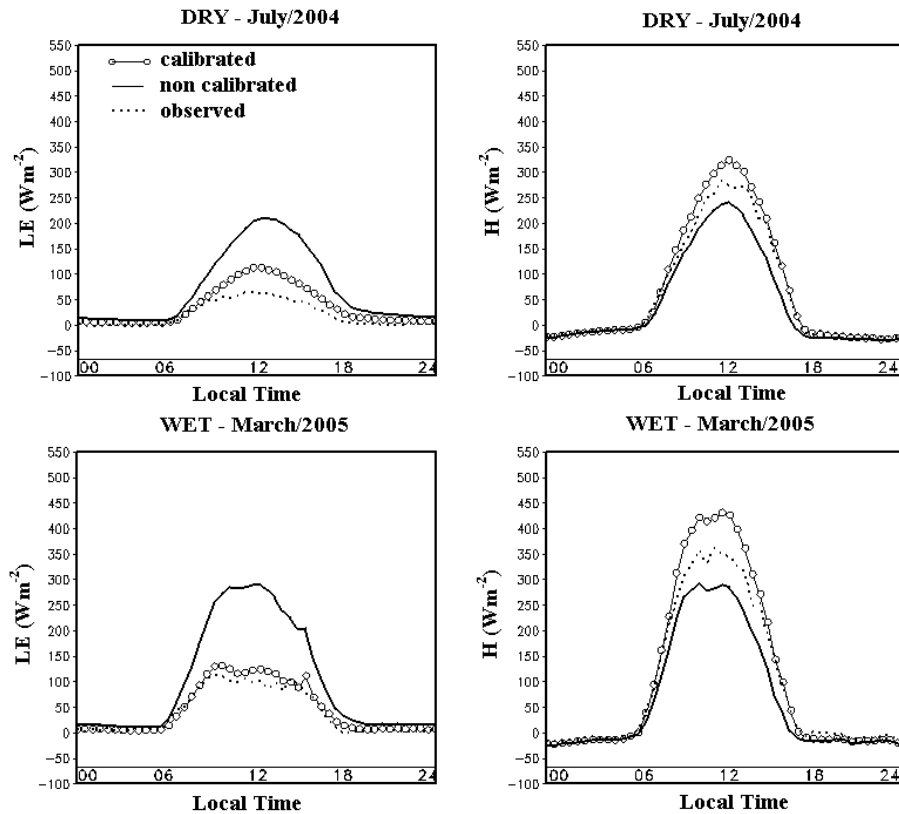 DRY - July/2004
LE (Wm-2)
550
500
450
400
350
300
250
200
150
100
50
0
-50
-100
calibrated
non calibrated
observed
00 06 12 18 24
Local Time
DRY - July/2004
H (Wm-2)
550
500
450
400
350
300
250
200
150
100
50
0
-50
-100
00 06 12 18 24
Local Time
WET - March/2005
LE (Wm-2)
550
500
450
400
350
300
250
200
150
100
50
0
-50
-100
00 06 12 18 24
Local Time
WET - March/2005
H (Wm-2)
550
500
450
400
350
300
250
200
150
100
50
0
-50
-100
00 06 12 18 24
Local Time